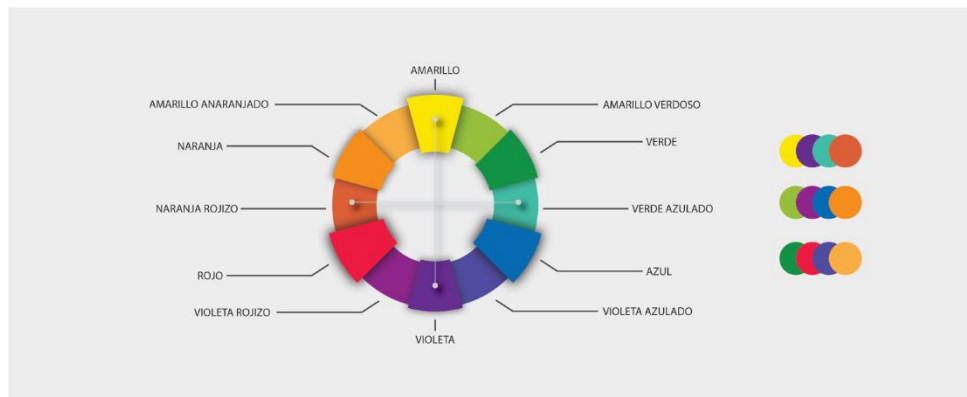 AMARILLO
AMARILLO ANARANJADO
AMARILLO VERDOSO
NARANJA
VERDE
NARANJA ROJIZO
VERDE AZULADO
ROJO
AZUL
VIOLETA ROJIZO
VIOLETA AZULADO
VIOLETA